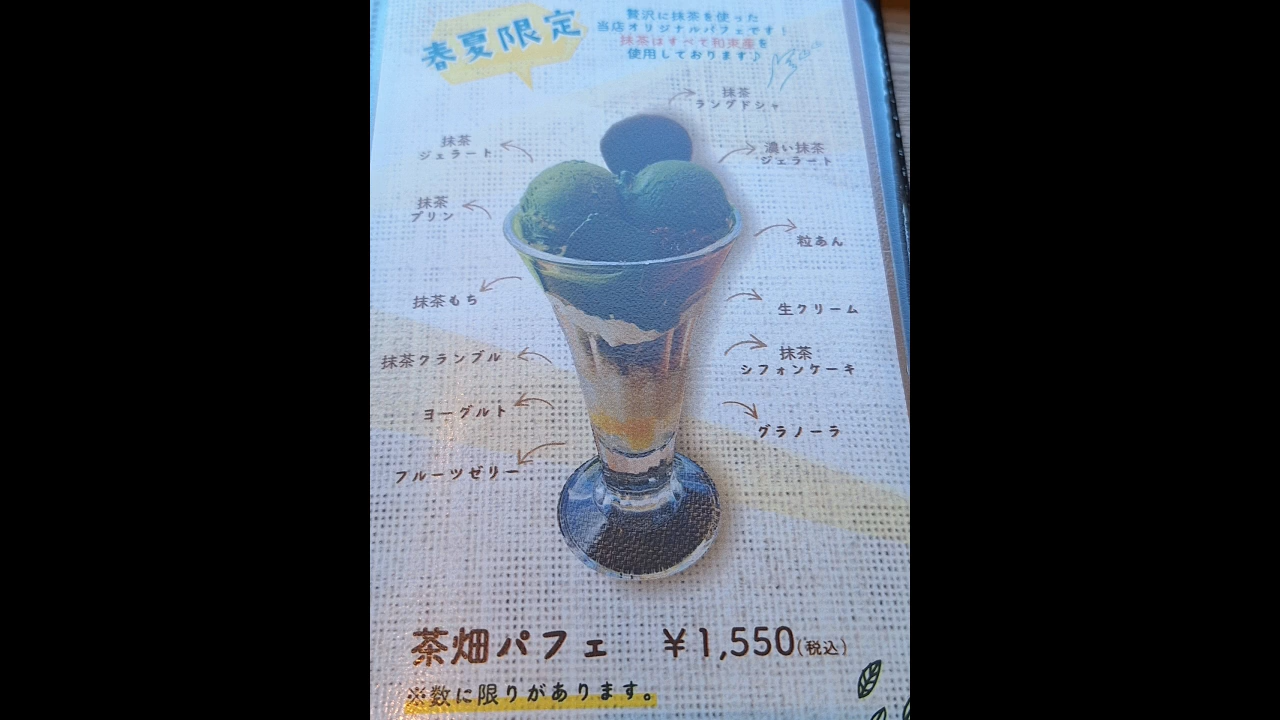 春夏限定
贅沢に抹茶を使った
当店オリジナルパフェです！
抹茶はすべて和束産を
使用しております♪
抹茶
ラングドシャ
抹茶
ジェラート
濃い抹茶
ジェラート
抹茶
プリン
粒あん
抹茶もち
生クリーム
抹茶クランブル
抹茶
シフォンケーキ
ヨーグルト
グラノーラ
フルーツゼリー
茶畑パフェ ¥1,550(税込)
※数に限りがあります。